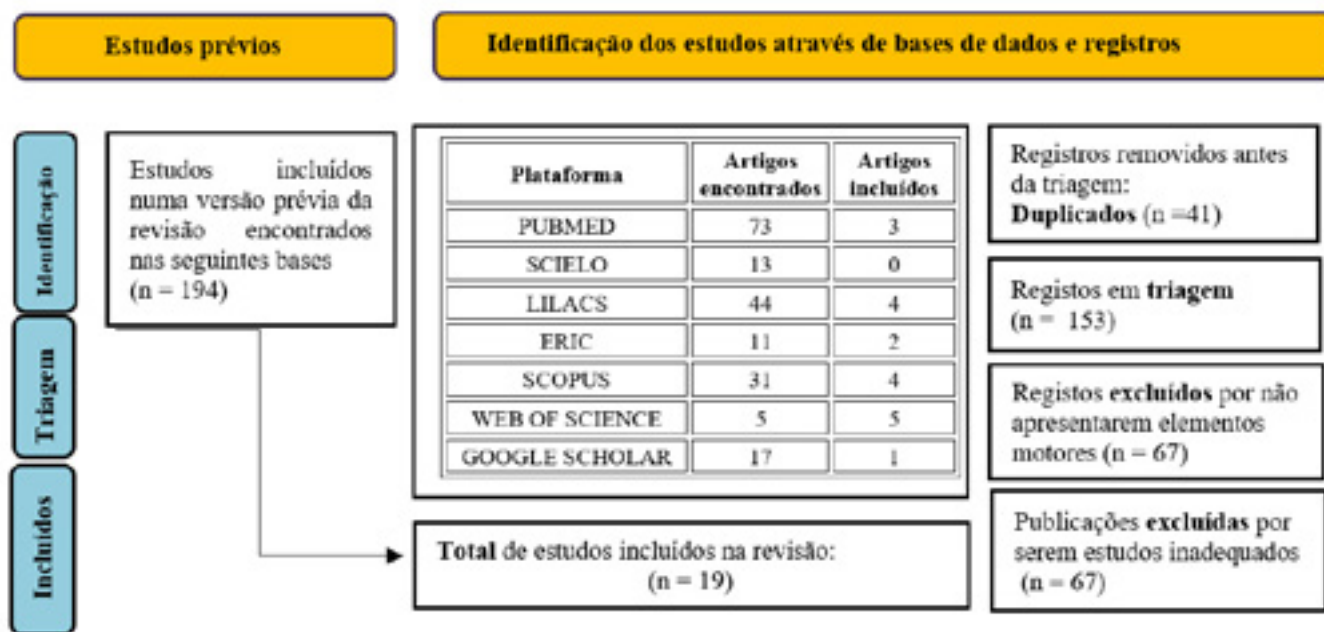 Estudos prévios
Identificação dos estudos através de bases de dados e registros
Identificação
Triagem
Incluídos
Estudos incluídos
numa versão prévia da
revisão encontrados
nas seguintes bases
(n = 194)
Plataforma Artigos encontrados Artigos incluídos
PUBMED 73 3
SCIELO 13 0
LILACS 44 4
ERIC 11 2
SCOPUS 31 4
WEB OF SCIENCE 5 5
GOOGLE SCHOLAR 17 1
Total de estudos incluídos na revisão:
(n = 19)
Registros removidos antes
da triagem:
Duplicados (n =41)
Registos em triagem
(n = 153)
Registos excluídos por não
apresentarem elementos
motores (n = 67)
Publicações excluídas por
serem estudos inadequados
(n = 67)